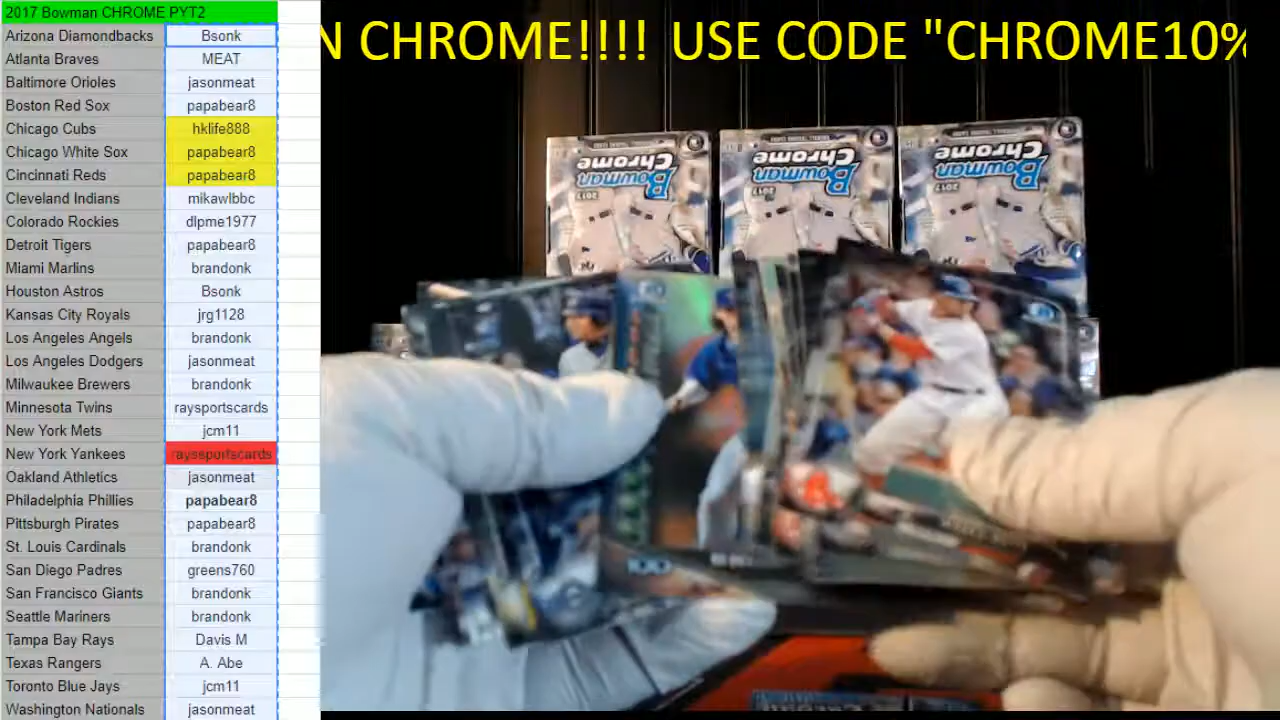 2017 Bowman CHROME PYT2
Arizona Diamondbacks Bsonk
Atlanta Braves MEAT
Baltimore Orioles jasonmeat
Boston Red Sox papabear8
Chicago Cubs hklife888
Chicago White Sox papabear8
Cincinnati Reds papabear8
Cleveland Indians mikawlbbc
Colorado Rockies dlpme1977
Detroit Tigers papabear8
Miami Marlins brandonk
Houston Astros Bsonk
Kansas City Royals jrg1128
Los Angeles Angels brandonk
Los Angeles Dodgers jasonmeat
Milwaukee Brewers brandonk
Minnesota Twins raysportscards
New York Mets jcm11
New York Yankees rayssportscards
Oakland Athletics jasonmeat
Philadelphia Phillies papabear8
Pittsburgh Pirates papabear8
St. Louis Cardinals brandonk
San Diego Padres greens760
San Francisco Giants brandonk
Seattle Mariners brandonk
Tampa Bay Rays Davis M
Texas Rangers A. Abe
Toronto Blue Jays jcm11
Washington Nationals jasonmeat
N CHROME!!!! USE CODE "CHROME10%
Chrome
Bowman
2017
Chrome
Bowman
2017
Chrome
Bowman
2017
100